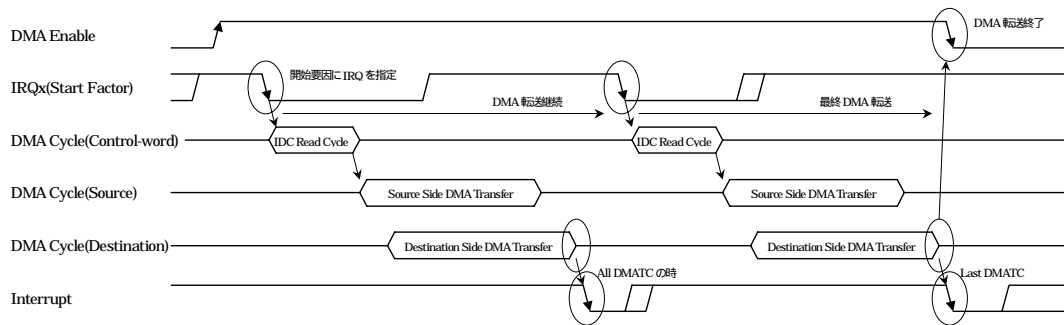 DMA Enable
DMA 転送終了
IRQx(Start Factor)
開始要因に IRQ を指定
DMA 転送継続
最終 DMA 転送
DMA Cycle(Control-word)
IDC Read Cycle
IDC Read Cycle
DMA Cycle(Source)
Source Side DMA Transfer
Source Side DMA Transfer
DMA Cycle(Destination)
Destination Side DMA Transfer
Destination Side DMA Transfer
All DMATC の時
Last DMATC
Interrupt